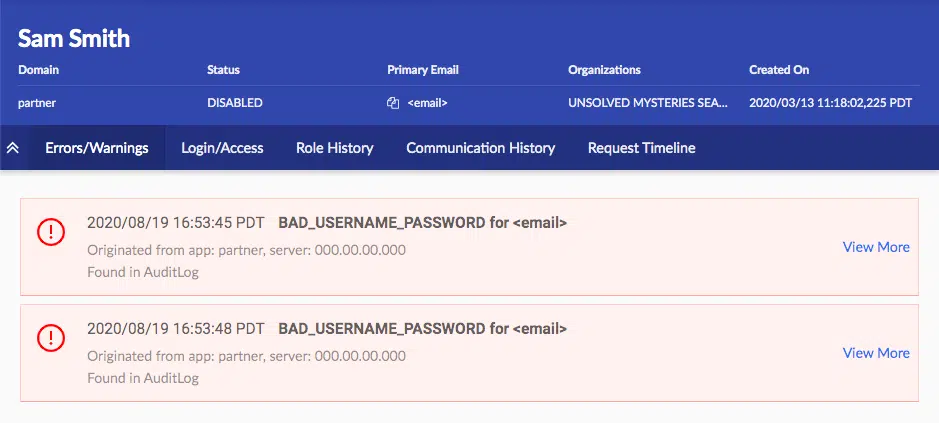 Sam Smith
Domain Status Primary Email Organizations Created On
partner DISABLED <email> UNSOLVED MYSTERIES SEA... 2020/03/13 11:18:02,225 PDT
Errors/Warnings Login/Access Role History Communication History Request Timeline
2020/08/19 16:53:45 PDT BAD_USERNAME_PASSWORD for <email>
Originated from app: partner, server: 000.00.00.000
View More
Found in AuditLog
2020/08/19 16:53:48 PDT BAD_USERNAME_PASSWORD for <email>
Originated from app: partner, server: 000.00.00.000
View More
Found in AuditLog